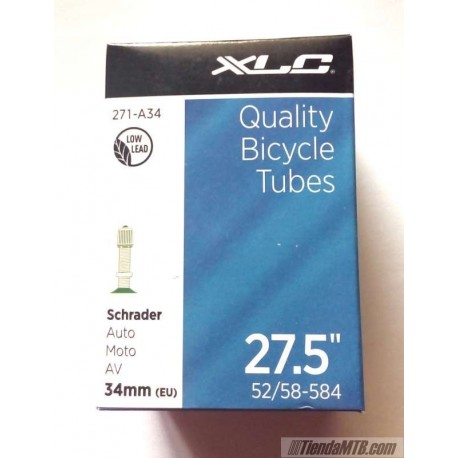 XLC
271-A34
LOW
LEAD
Quality
Bicycle
Tubes
Schrader
Auto
Moto
AV
34mm (EU)
27.5"
52/58-584
TiendaMTB.com